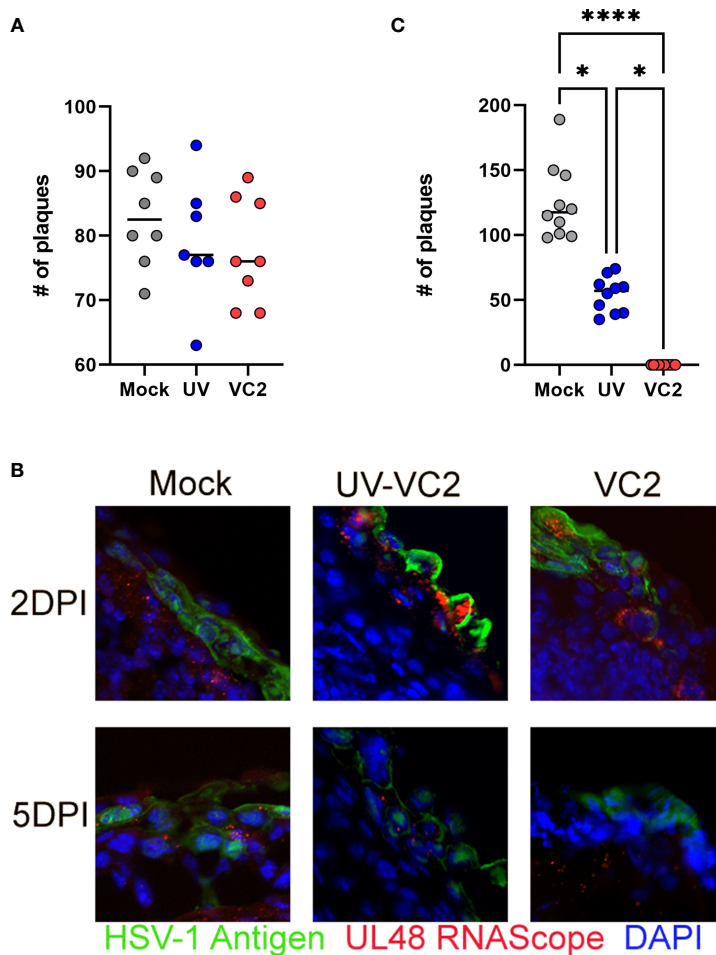 A
# of plaques
100
90
80
70
60
Mock UV VC2
C
****
* *
# of plaques
200
150
100
50
0
Mock UV VC2
B
Mock UV-VC2 VC2
2DPI
5DPI
HSV-1 Antigen UL48 RNAScope DAPI